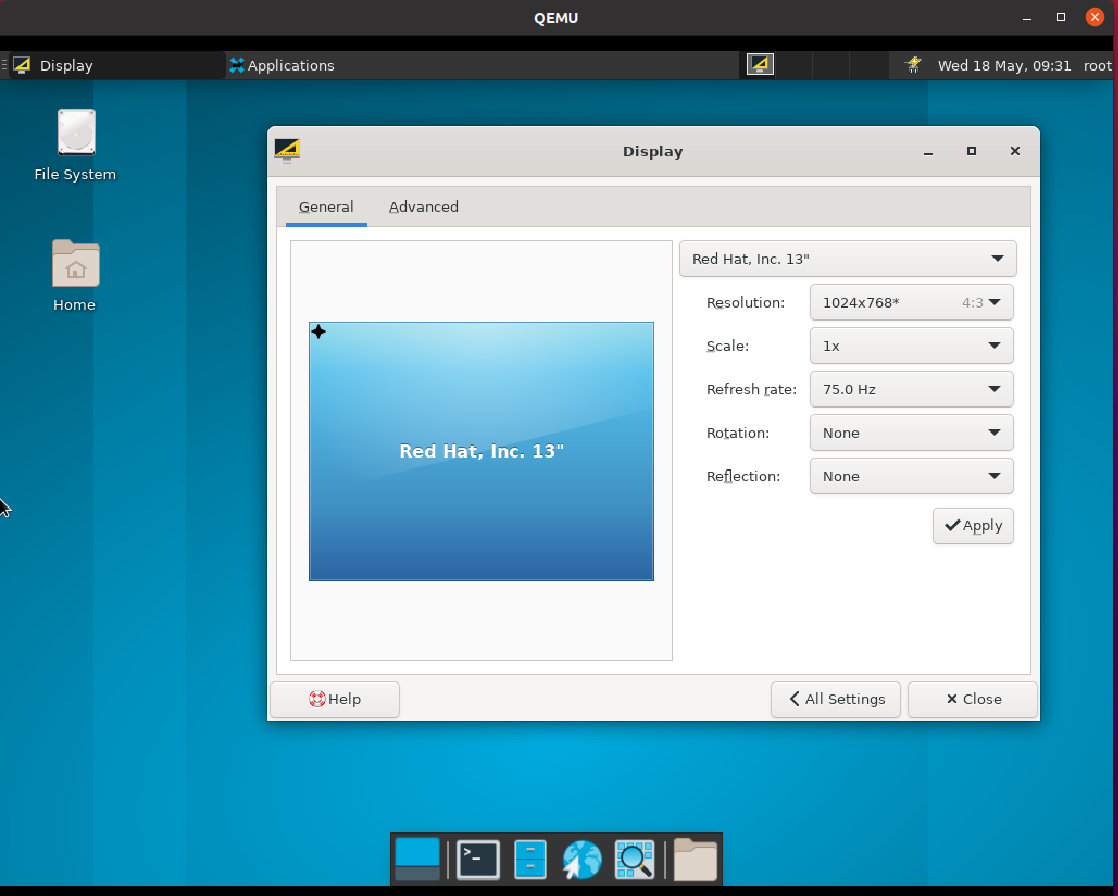 QEMU
Display
Applications
Wed 18 May, 09:31 root
File System
Home
Display
General Advanced
Red Hat, Inc. 13"
Red Hat, Inc. 13"
Resolution: 1024x768* 4:3
Scale: 1x
Refresh rate: 75.0 Hz
Rotation: None
Reflection: None
Apply
Help
All Settings
Close
>_